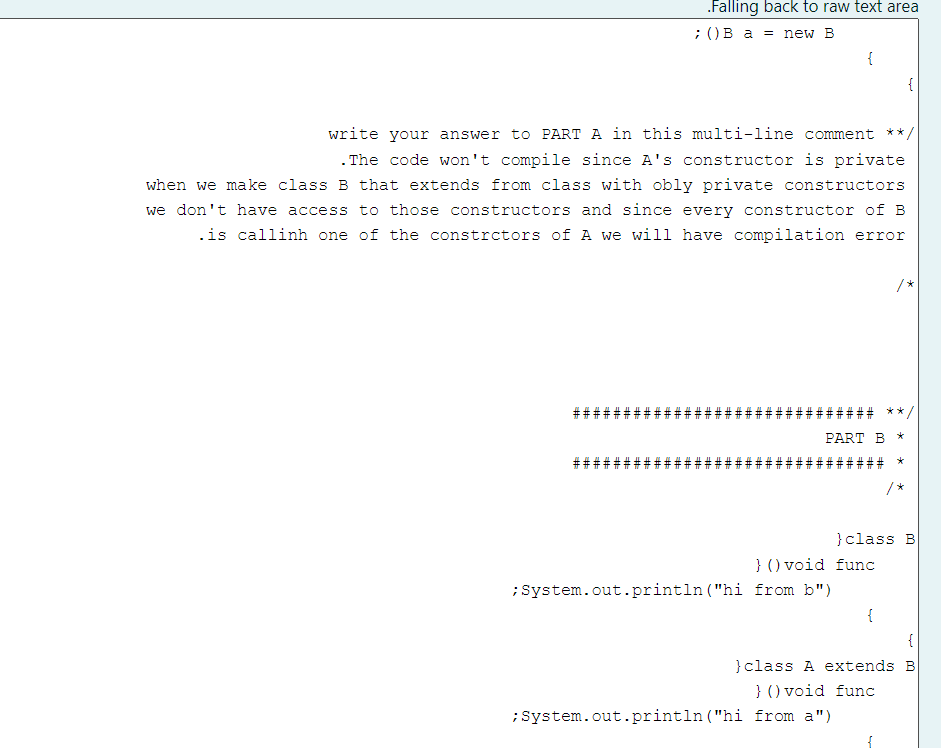 .Falling back to raw text area
;()B a = new B
{
{
write your answer to PART A in this multi-line comment **/
.The code won't compile since A's constructor is private
when we make class B that extends from class with obly private constructors
we don't have access to those constructors and since every constructor of B
.is callinh one of the constrctors of A we will have compilation error
/*
############################## **/
PART B *
############################### *
/*
}class B
}()void func
;System.out.println("hi from b")
{
{
}class A extends B
}()void func
;System.out.println("hi from a")
{